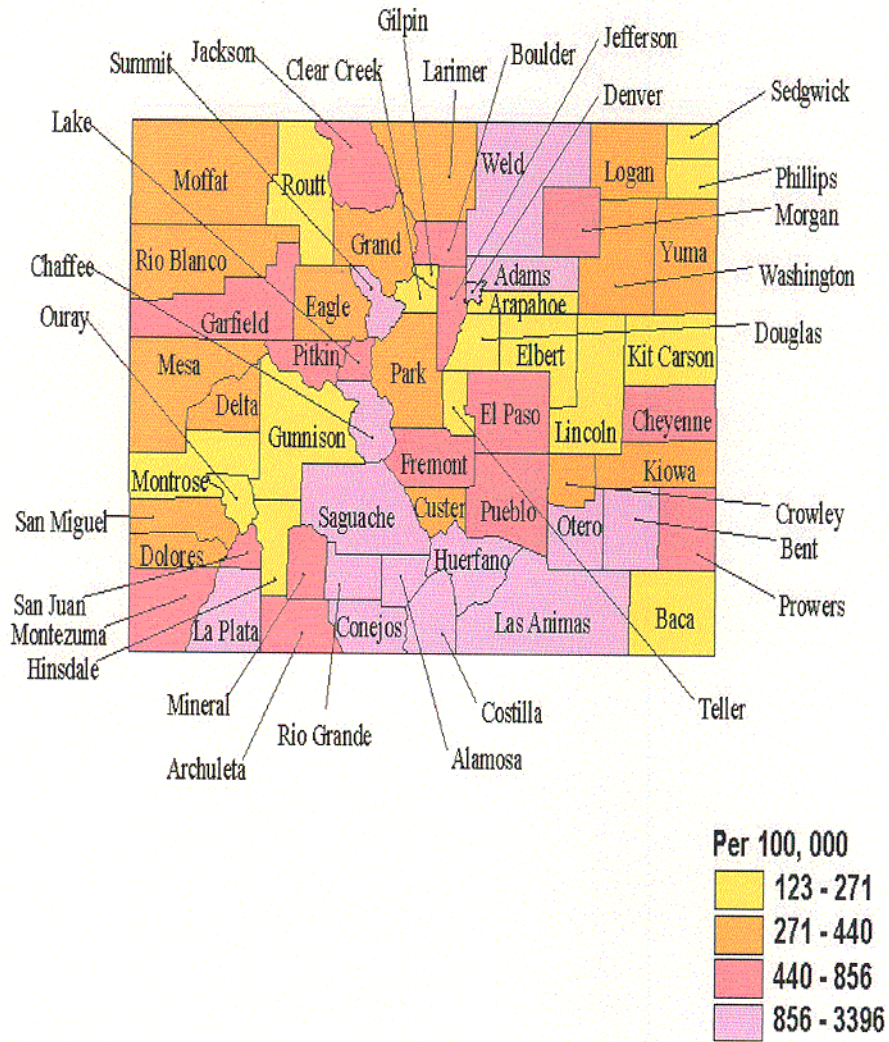 Gilpin
Jefferson
Summit
Jackson
Clear Creek
Larimer
Boulder
Denver
Sedgwick
Lake
Moffat
Routt
Weld
Logan
Phillips
Morgan
Chaffee
Rio Blanco
Grand
Yuma
Washington
Adams
Ouray
Garfield
Eagle
Arapahoe
Douglas
Mesa
Pitkin
Park
Elbert
Kit Carson
Delta
Gunnison
El Paso
Lincoln
Cheyenne
Montrose
Fremont
Kiowa
San Miguel
Saguache
Custer
Pueblo
Otero
Crowley
Bent
Dolores
Huerfano
San Juan
Montezuma
La Plata
Conejos
Las Animas
Baca
Prowers
Hinsdale
Mineral
Rio Grande
Costilla
Teller
Archuleta
Alamosa
Per 100, 000
123 - 271
271 - 440
440 - 856
856 - 3396